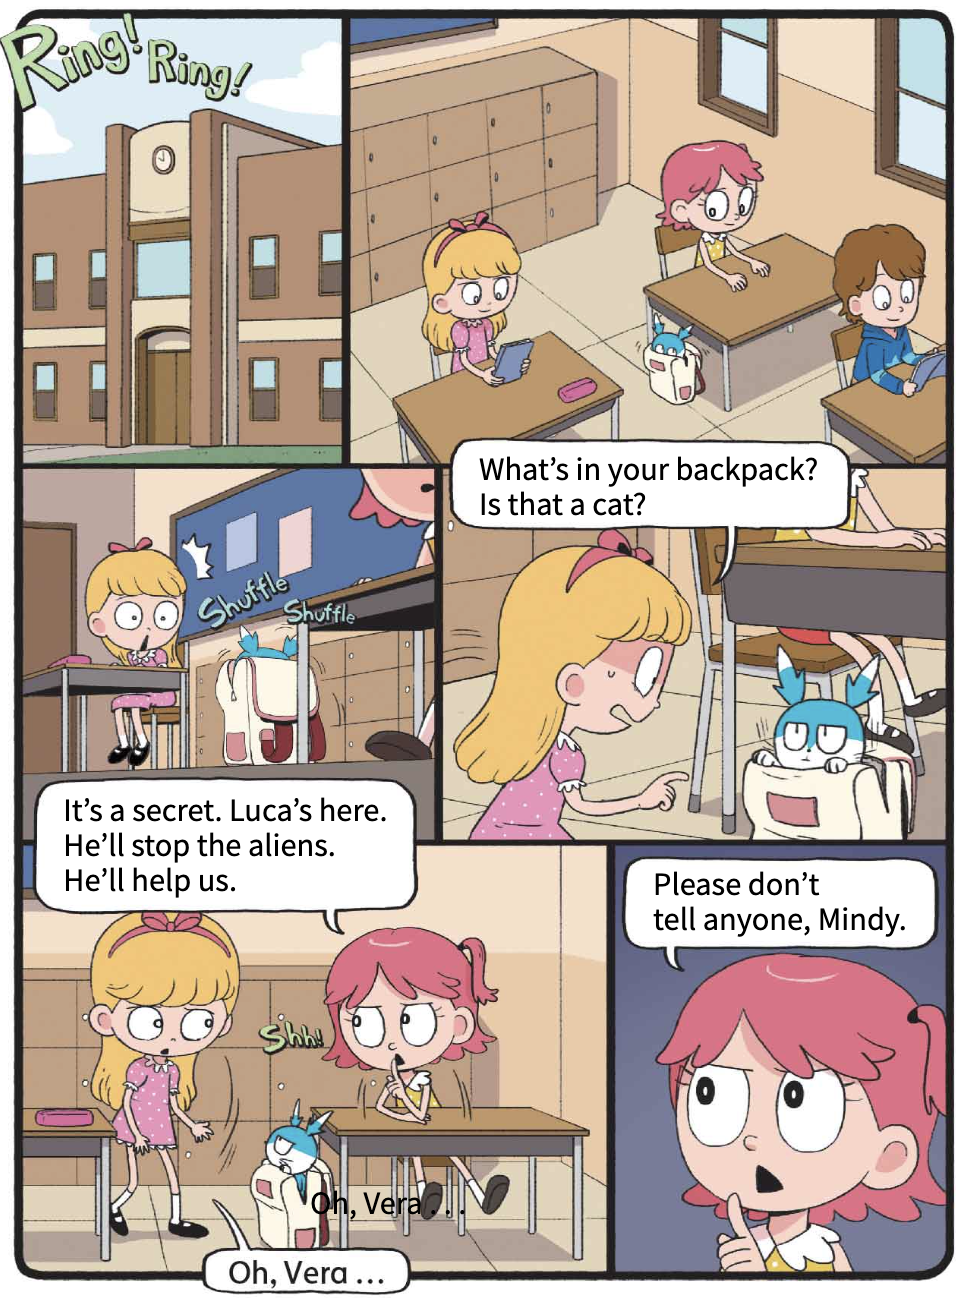 Ring! Ring!
Shuffle
Shuffle
What's in your backpack?
Is that a cat?
It's a secret. Luca's here.
He'll stop the aliens.
He'll help us.
Shh!
Oh, Vera . . .
Oh, Vera ...
Please don't
tell anyone, Mindy.